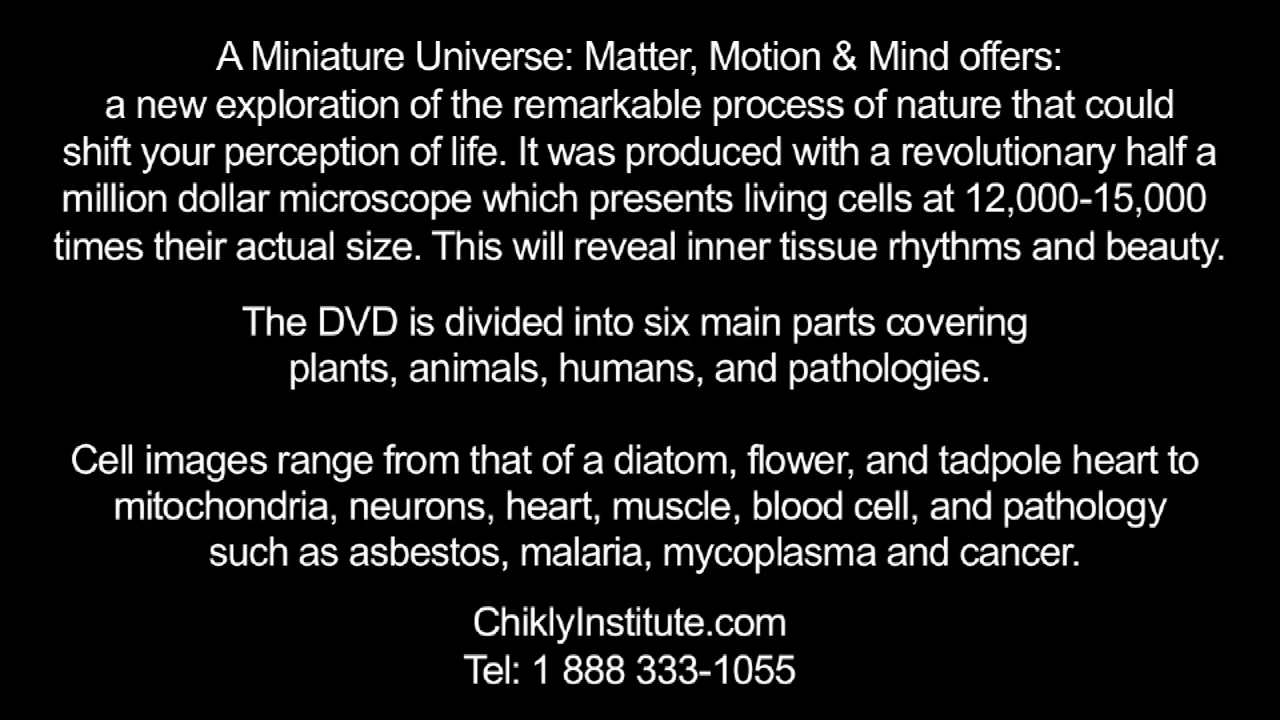 A Miniature Universe: Matter, Motion & Mind offers:
a new exploration of the remarkable process of nature that could
shift your perception of life. It was produced with a revolutionary half a
million dollar microscope which presents living cells at 12,000-15,000
times their actual size. This will reveal inner tissue rhythms and beauty.
The DVD is divided into six main parts covering
plants, animals, humans, and pathologies.
Cell images range from that of a diatom, flower, and tadpole heart to
mitochondria, neurons, heart, muscle, blood cell, and pathology
such as asbestos, malaria, mycoplasma and cancer.
ChiklyInstitute.com
Tel: 1 888 333-1055